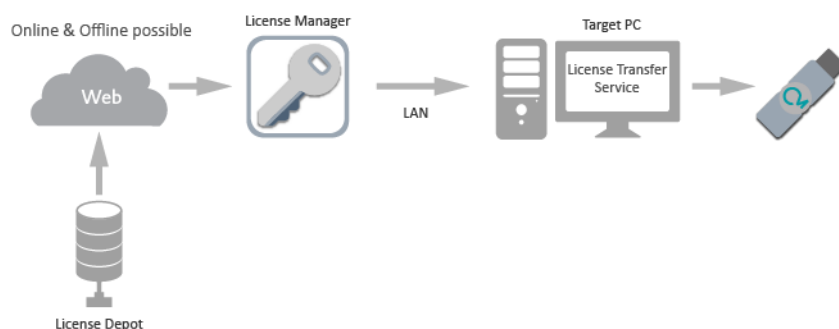 Online & Offline possible
Web
License Depot
License Manager
LAN
Target PC
License Transfer
Service